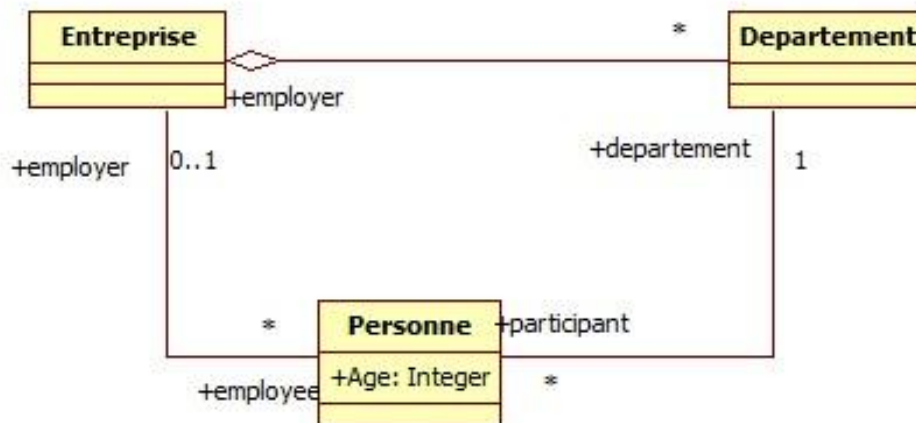 Entreprise
*
Departement
+employer
+employer
0..1
+departement
1
*
Personne
+participant
+employee
+Age: Integer
*